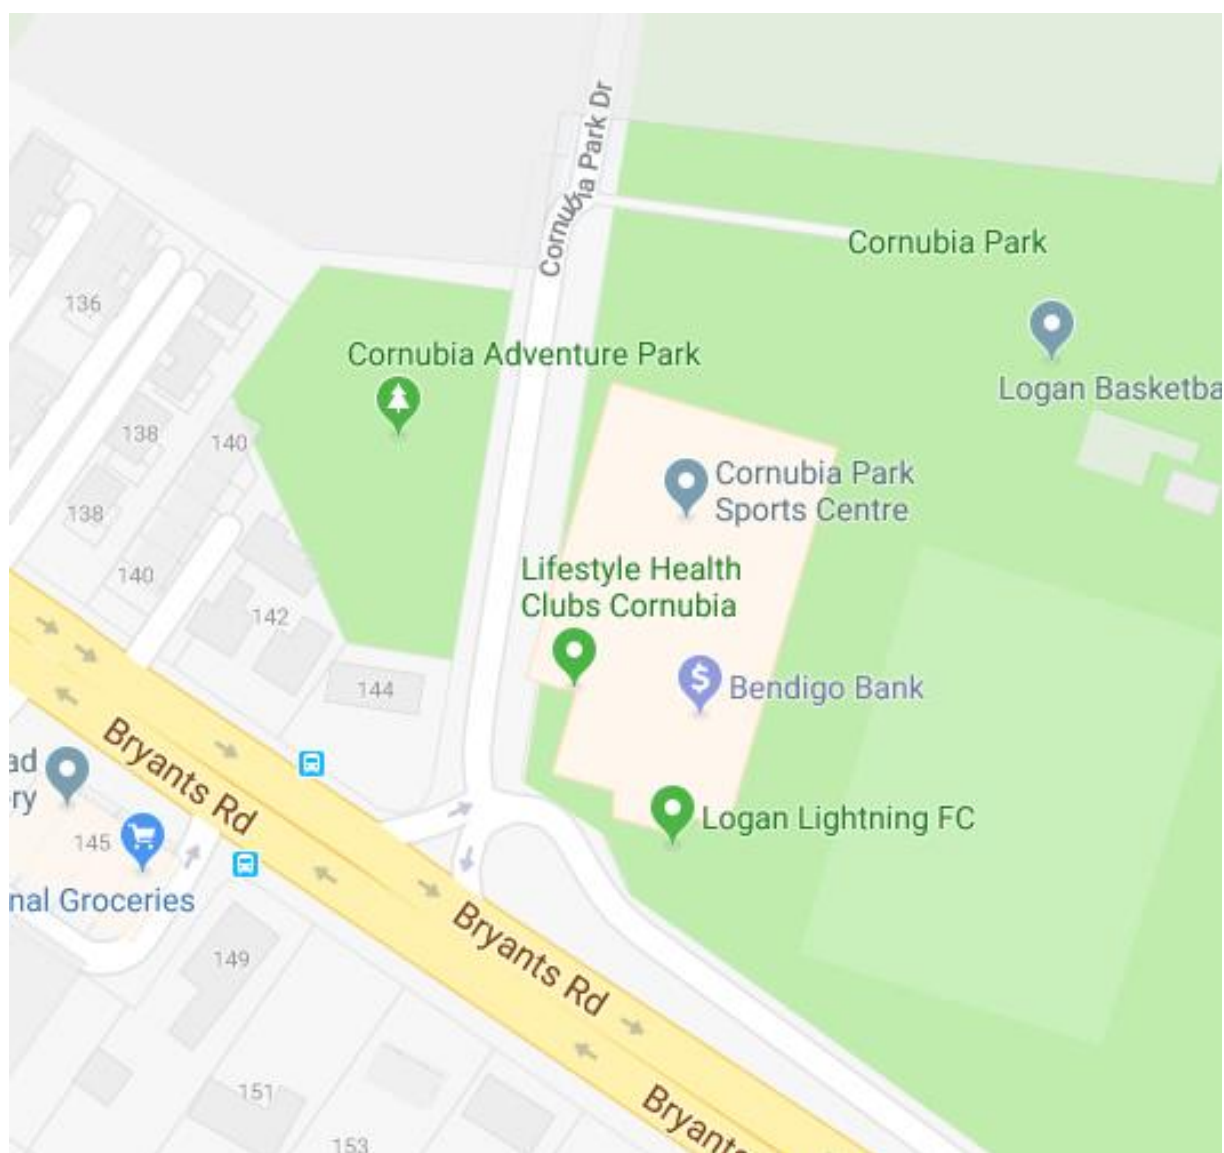 Cornubia Park Dr
Cornubia Park
136
Cornubia Adventure Park
Logan Basketba
138
140
Cornubia Park
Sports Centre
138
140
Lifestyle Health
Clubs Cornubia
142
144
Bendigo Bank
Bryants Rd
ad
ry
Logan Lightning FC
145
nal Groceries
Bryants Rd
149
151
Bryants
153